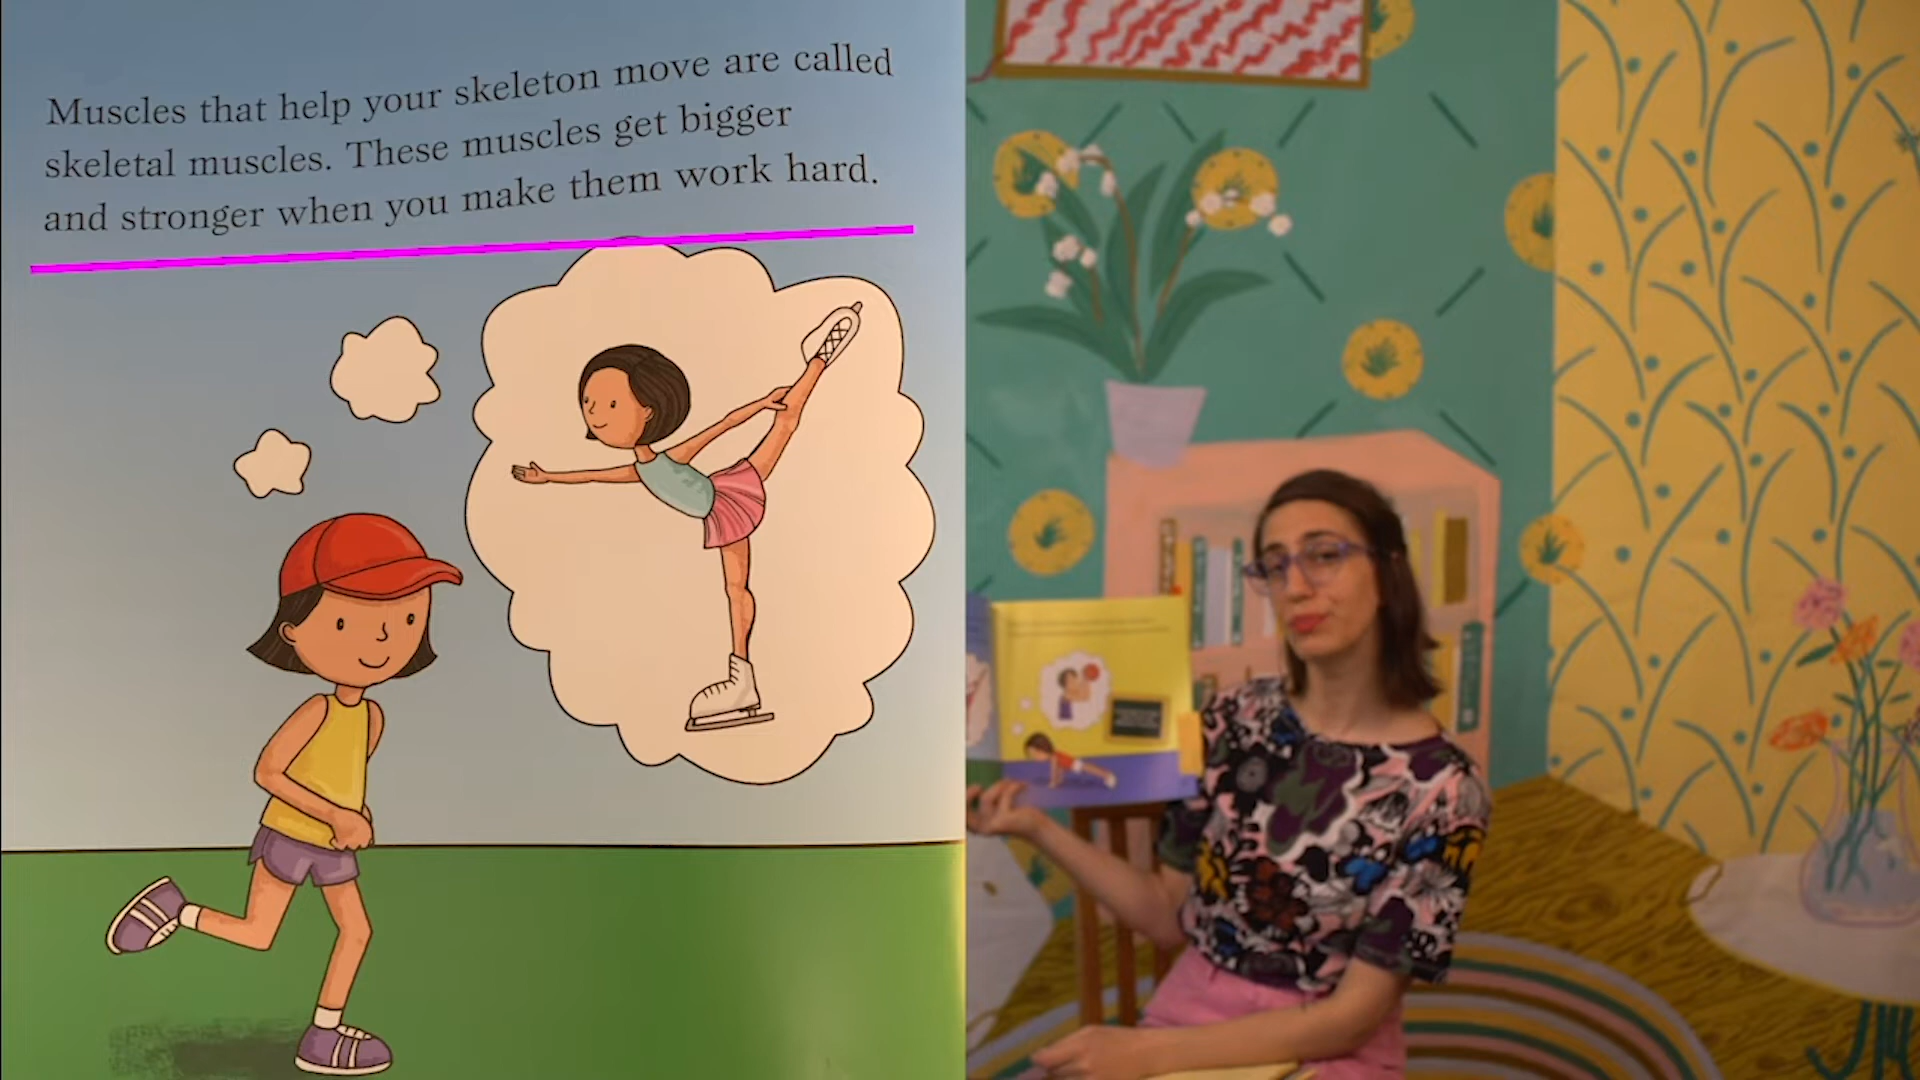 Muscles that help your skeleton move are called
skeletal muscles. These muscles get bigger
and stronger when you make them work hard.